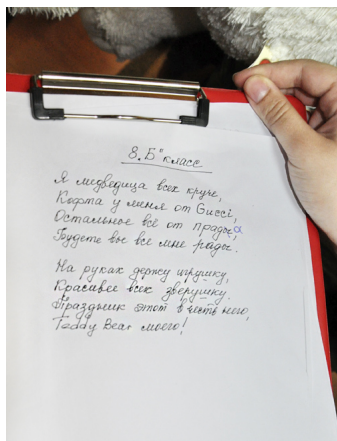 8. Б" класс
Я медведица всех круче,
Кофта у меня от Gucci,
Остальное всё от Прады,
Будете вы все мне рады.
На руках держу игрушку,
Красивее всех зверушку.
Праздник этот в честь него,
Teddy Bear моего!